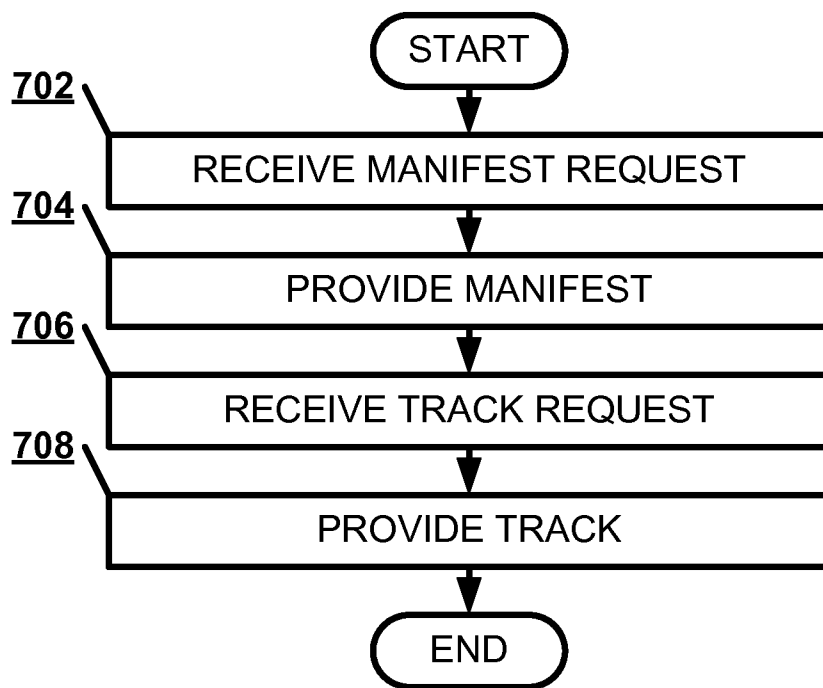 START
702
RECEIVE MANIFEST REQUEST
704
PROVIDE MANIFEST
706
RECEIVE TRACK REQUEST
708
PROVIDE TRACK
END